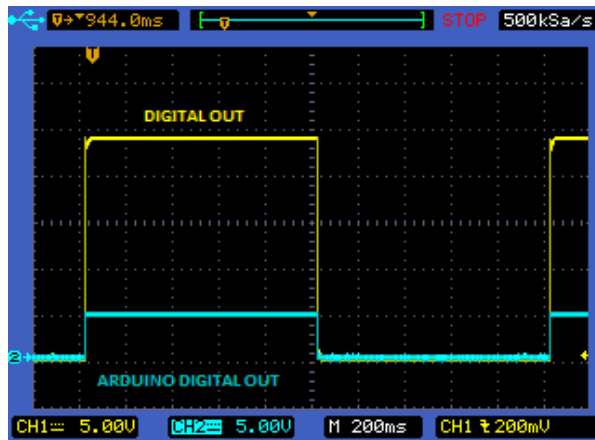 944.0ms STOP 500kSa/s
DIGITAL OUT
2
ARDUINO DIGITAL OUT
CH1 5.00V CH2 5.00V M 200ms CH1 200mV